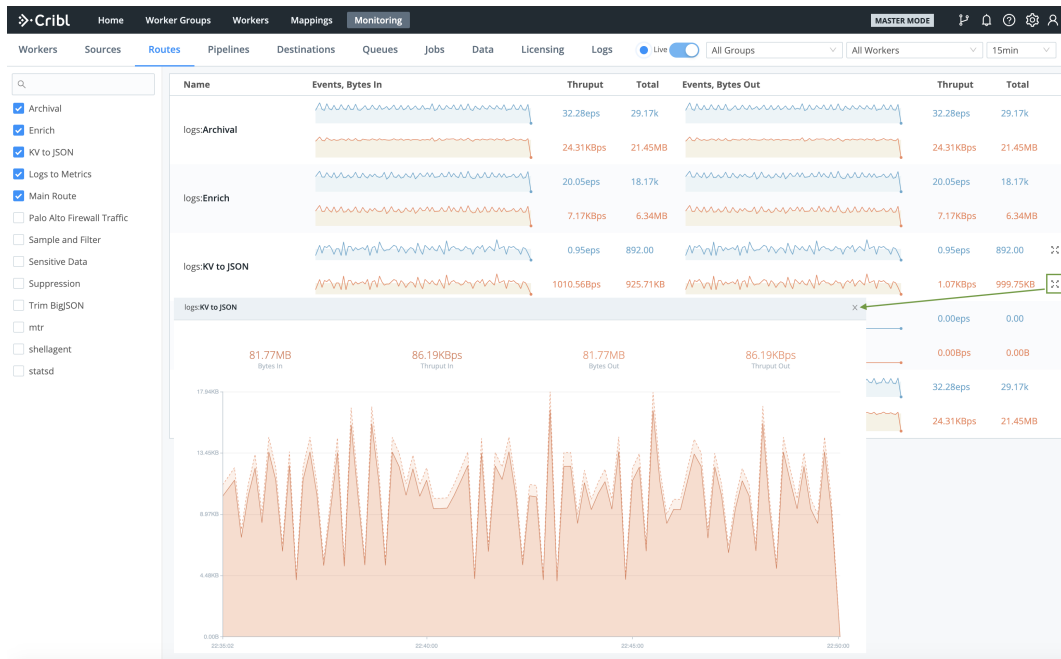 Cribl Home Worker Groups Workers Mappings Monitoring MASTER MODE
Workers Sources Routes Pipelines Destinations Queues Jobs Data Licensing Logs Live All Groups All Workers 15min
Name Events, Bytes In Thruput Total Events, Bytes Out Thruput Total
Archival
Enrich
KV to JSON
Logs to Metrics
Main Route
Palo Alto Firewall Traffic
Sample and Filter
Sensitive Data
Suppression
Trim BigJSON
mtr
shellagent
statsd
logs:Archival
32.28eps 29.17k 32.28eps 29.17k
24.31KBps 21.45MB 24.31KBps 21.45MB
logs:Enrich
20.05eps 18.17k 20.05eps 18.17k
7.17KBps 6.34MB 7.17KBps 6.34MB
logs:KV to JSON
0.95eps 892.00 0.95eps 892.00
1010.56Bps 925.71KB 1.07KBps 999.75KB
logs:KV to JSON ×
0.00eps 0.00
0.00Bps 0.00B
32.28eps 29.17k
24.31KBps 21.45MB
81.77MB 86.19KBps 81.77MB 86.19KBps
Bytes In Thruput In Bytes Out Thruput Out
17.94KB
13.45KB
8.97KB
4.48KB
0.00B
22:35:02 22:40:00 22:45:00 22:50:00